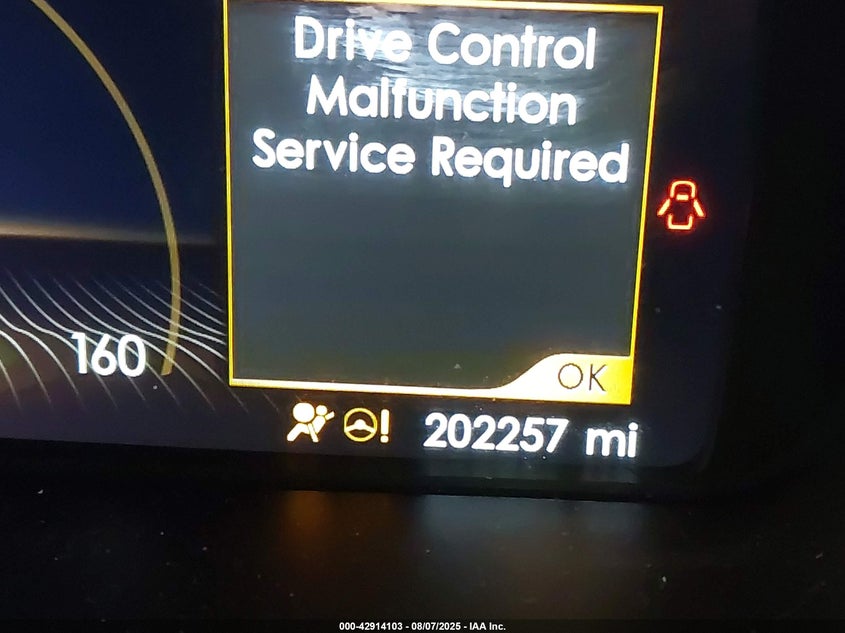 Drive Control
Malfunction
Service Required
OK
160
202257 mi
000-42914103 - 08/07/2025 - IAA Inc.